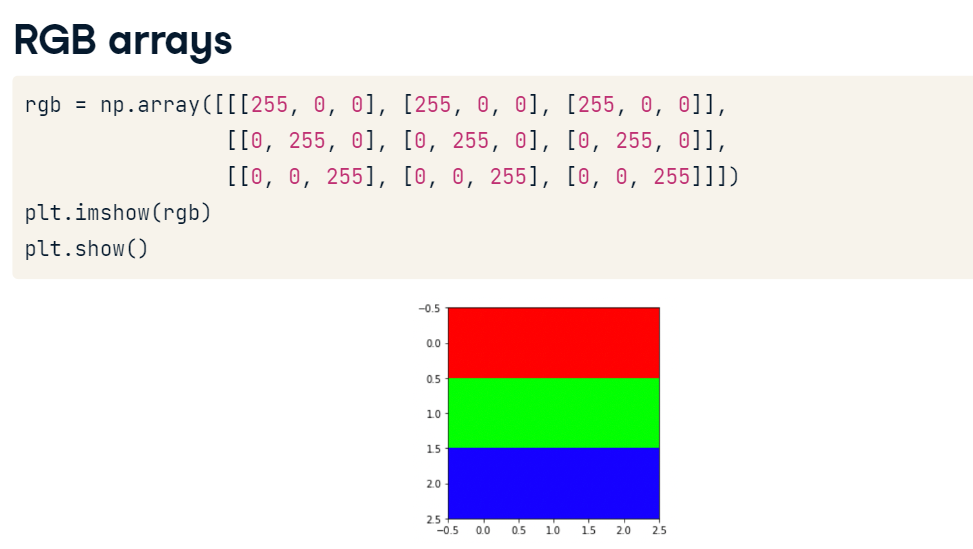 RGB arrays
rgb = np.array([[[255, 0, 0], [255, 0, 0], [255, 0, 0]],
[[0, 255, 0], [0, 255, 0], [0, 255, 0]],
[[0, 0, 255], [0, 0, 255], [0, 0, 255]]])
plt.imshow(rgb)
plt.show()
−0.5
0.0
0.5
1.0
1.5
2.0
2.5
−0.5 0.0 0.5 1.0 1.5 2.0 2.5